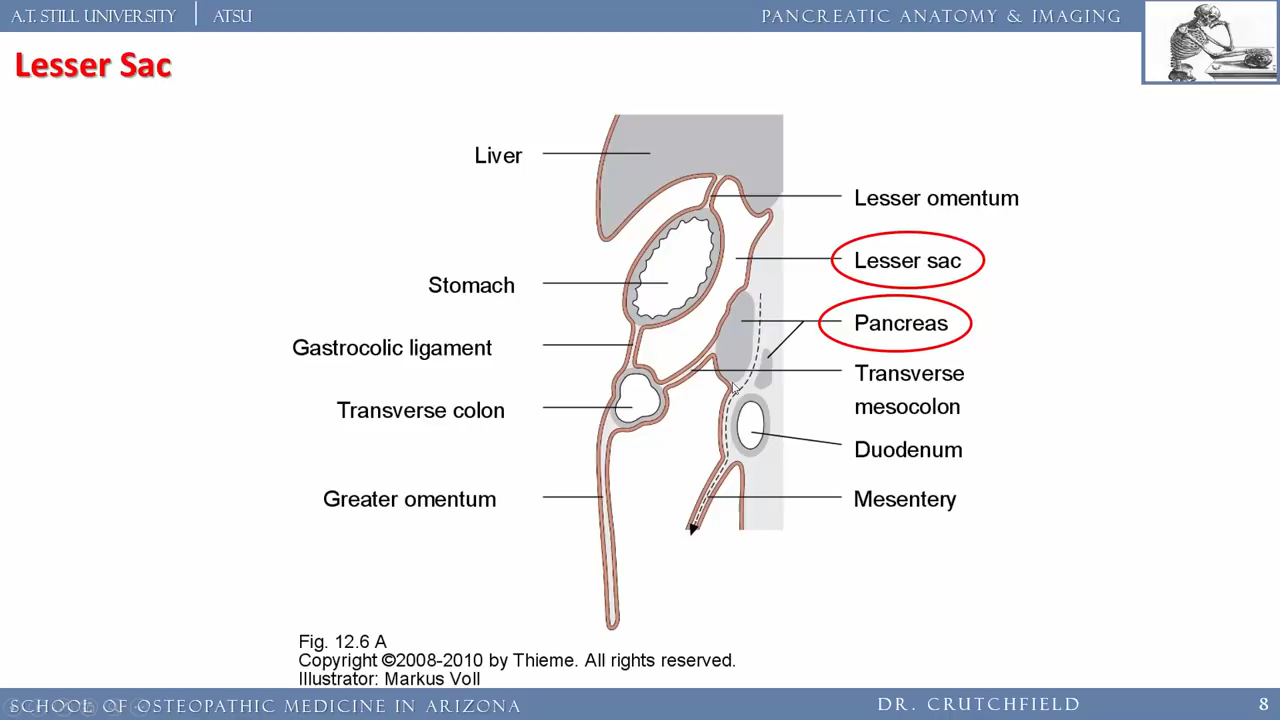 A.T. STILL UNIVERSITY | ATSU
PANCREATIC ANATOMY & IMAGING
Lesser Sac
Liver
Lesser omentum
Lesser sac
Stomach
Pancreas
Gastrocolic ligament
Transverse
mesocolon
Transverse colon
Duodenum
Greater omentum
Mesentery
Fig. 12.6 A
Copyright ©2008-2010 by Thieme. All rights reserved.
Illustrator: Markus Voll
SCHOOL OF OSTEOPATHIC MEDICINE IN ARIZONA
DR. CRUTCHFIELD
8